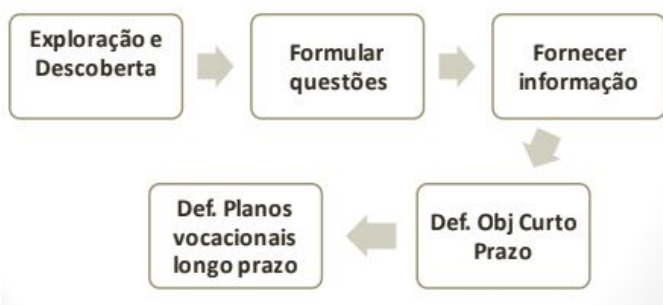 Exploração e
Descoberta
Formular
questões
Fornecer
informação
Def. Obj Curto
Prazo
Def. Planos
vocacionais
longo prazo